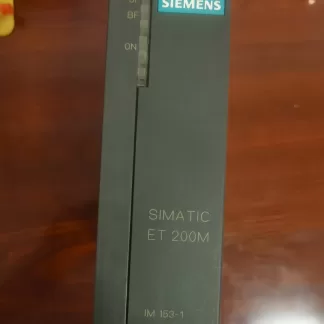 SIEMENS
BF
ON
SIMATIC
ET 200M
IM 153-1